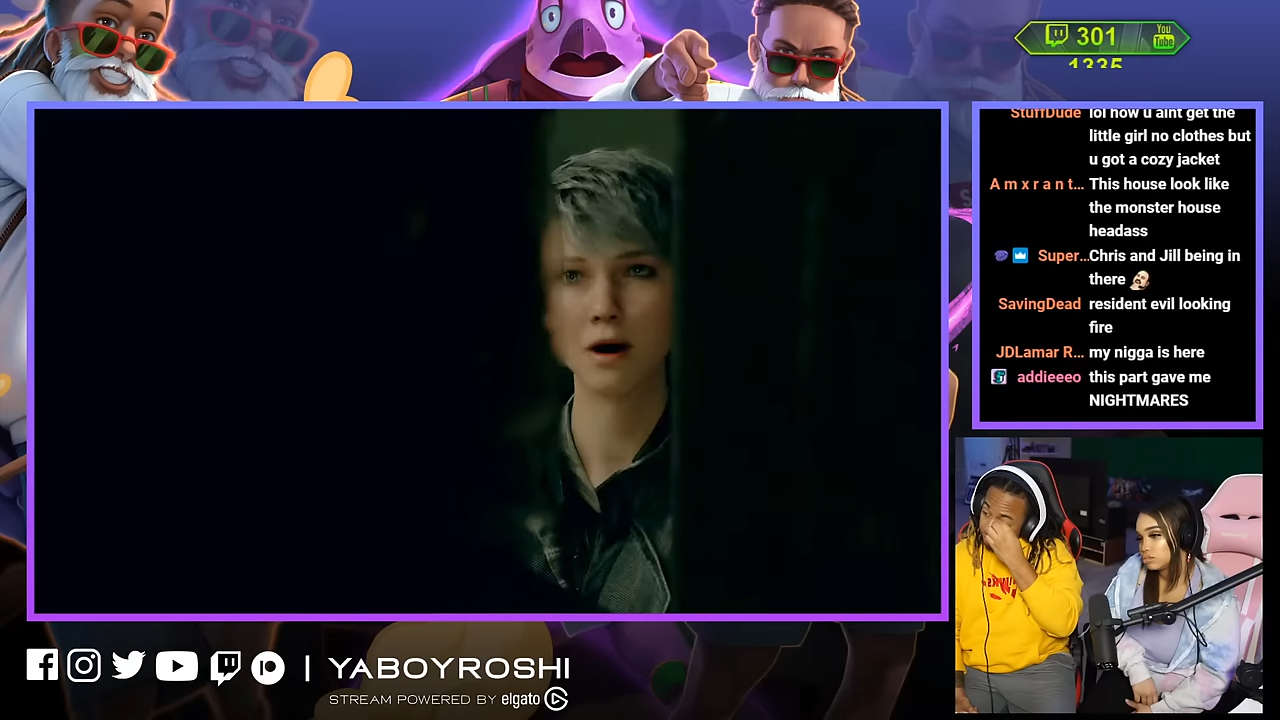 301
You
Tube
1335
StuffDude lol how u aint get the
little girl no clothes but
u got a cozy jacket
A m x r a n t... This house look like
the monster house
headass
Super... Chris and Jill being in
there
SavingDead resident evil looking
fire
JDLamar R... my nigga is here
addieeeo this part gave me
NIGHTMARES
| YABOYROSHI
STREAM POWERED BY elgato